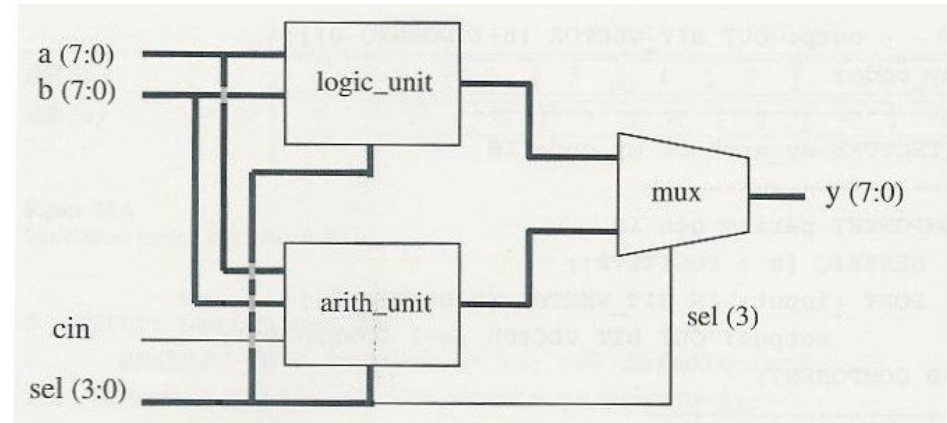 a (7:0)
b (7:0)
logic_unit
mux
y (7:0)
arith_unit
sel (3)
cin
sel (3:0)